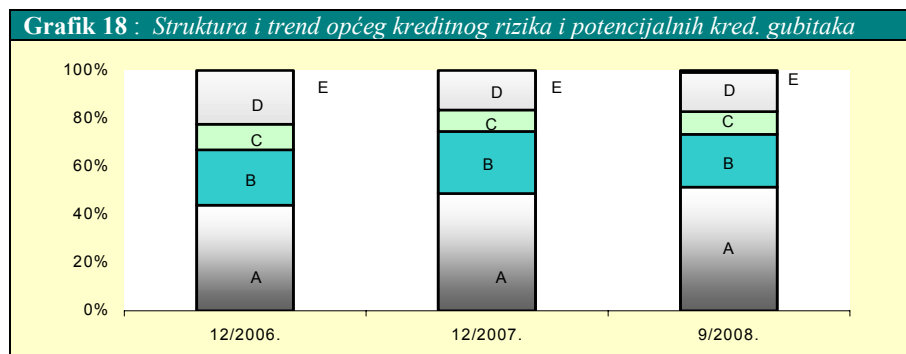 Grafik 18 : Struktura i trend općeg kreditnog rizika i potencijalnih kred. gubitaka
100%
80%
60%
40%
20%
0%
E
D
C
B
A
E
D
C
B
A
E
D
C
B
A
12/2006.
12/2007.
9/2008.